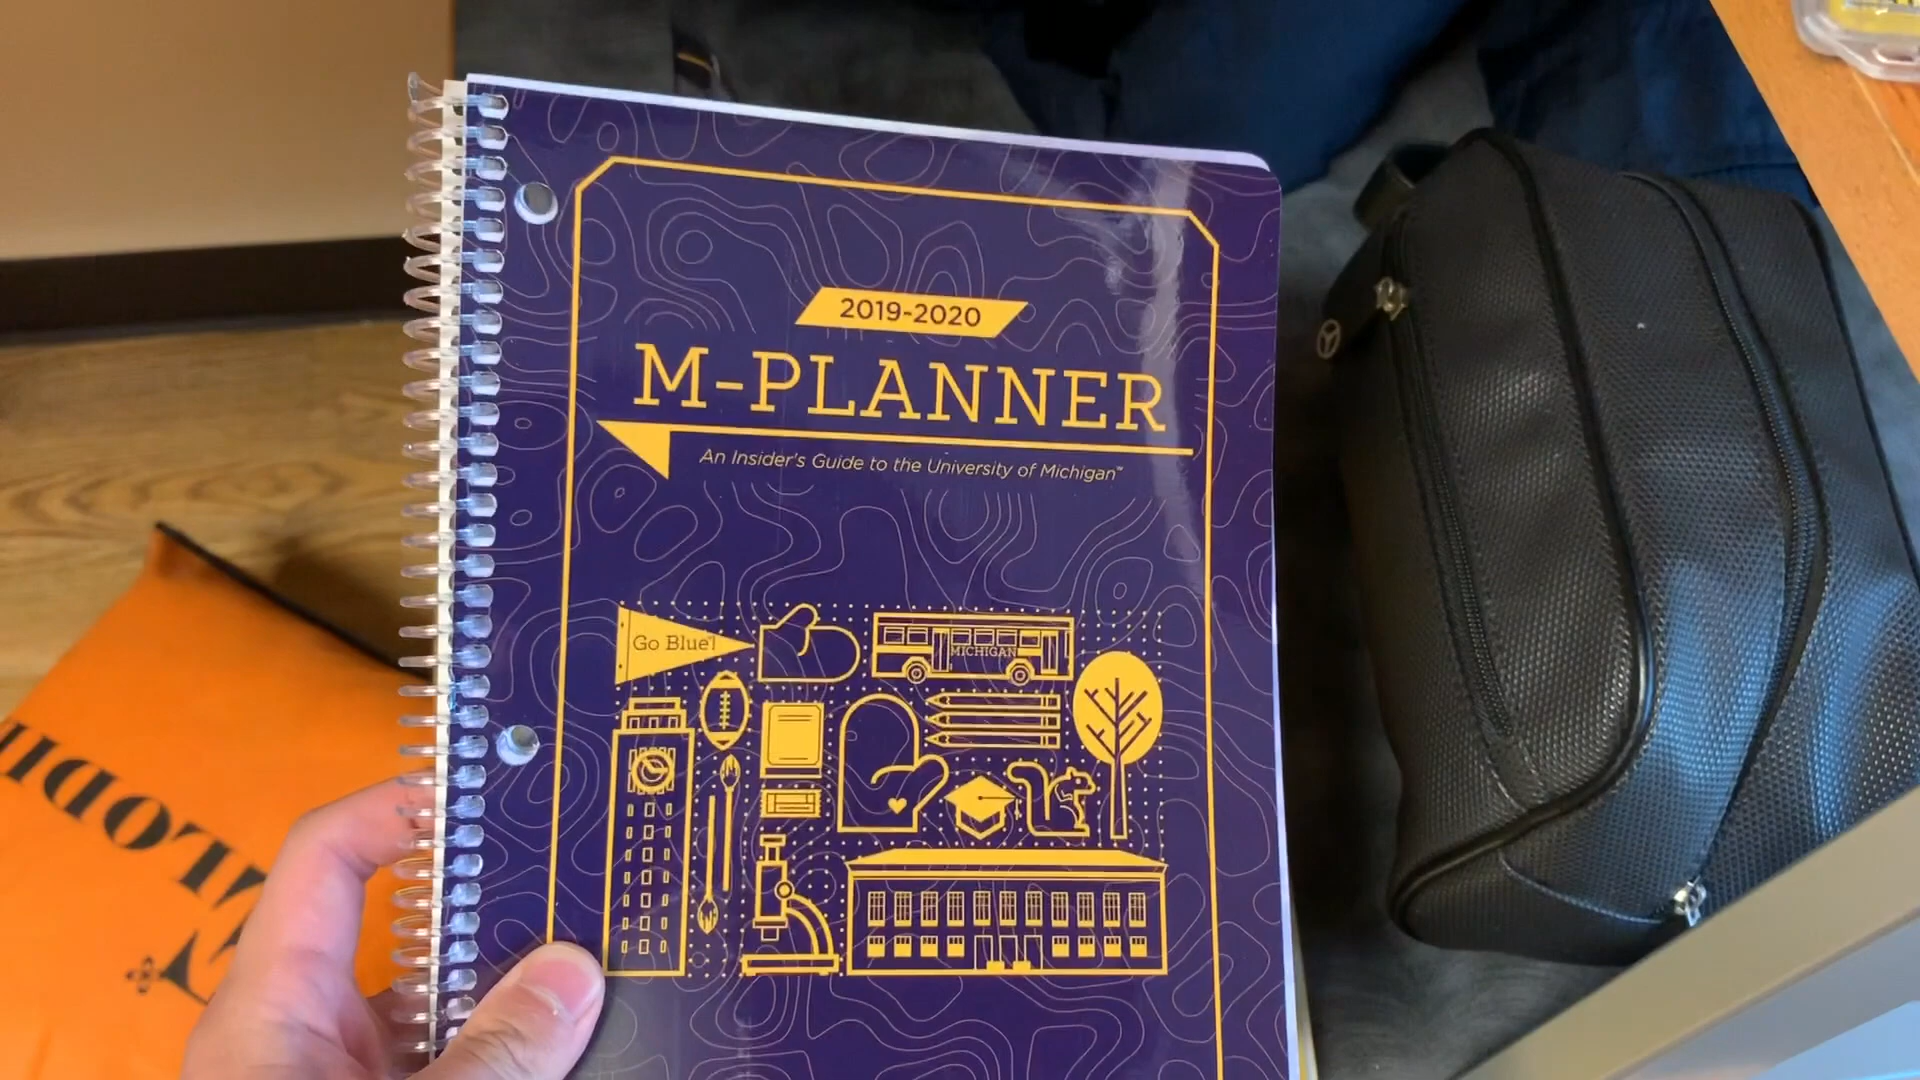 2019-2020
M-PLANNER
An Insider's Guide to the University of Michigan™
Go Blue!
MICHIGAN